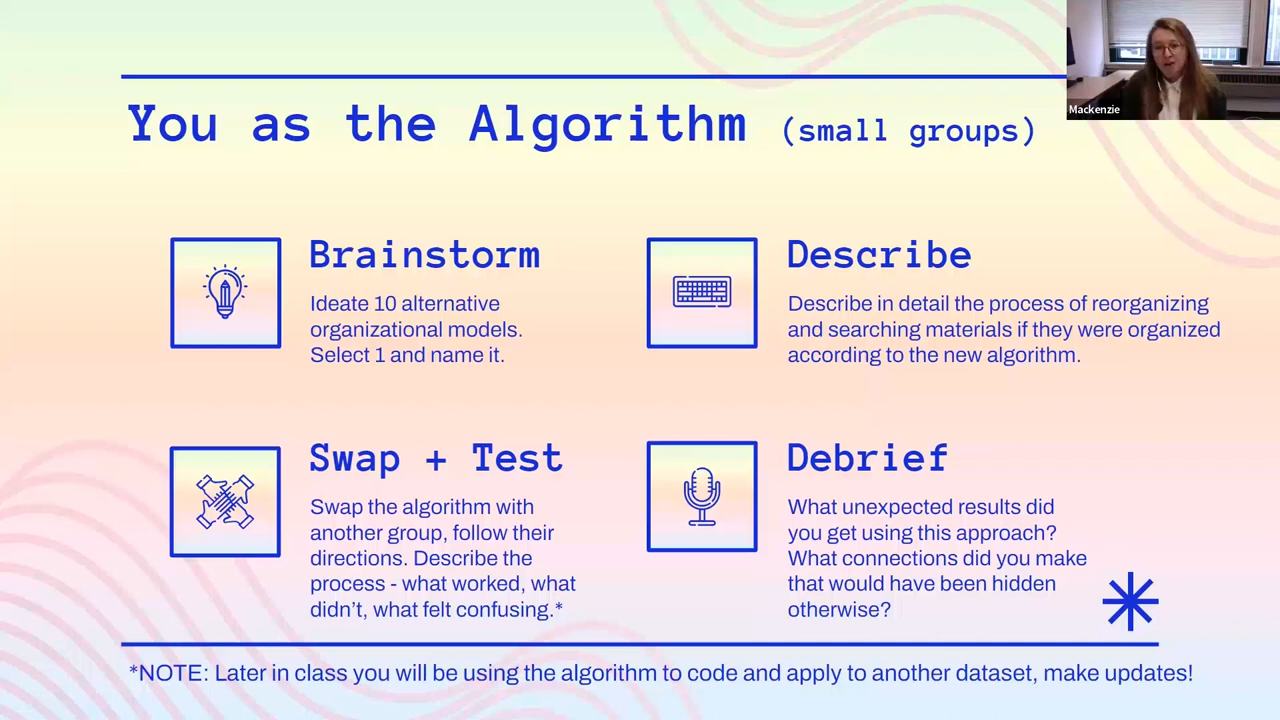 Mackenzie
You as the Algorithm (small groups)
Brainstorm
Ideate 10 alternative
organizational models.
Select 1 and name it.
Describe
Describe in detail the process of reorganizing
and searching materials if they were organized
according to the new algorithm.
Swap + Test
Swap the algorithm with
another group, follow their
directions. Describe the
process - what worked, what
didn’t, what felt confusing.*
Debrief
What unexpected results did
you get using this approach?
What connections did you make
that would have been hidden
otherwise?
*NOTE: Later in class you will be using the algorithm to code and apply to another dataset, make updates!